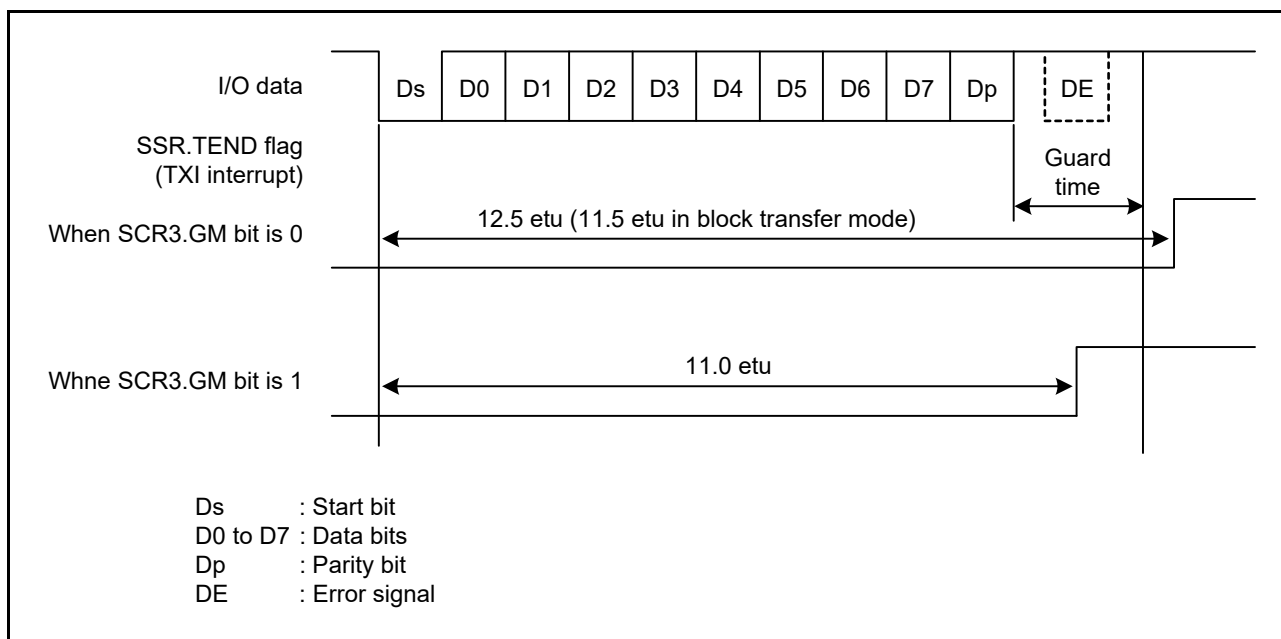 I/O data
Ds D0 D1 D2 D3 D4 D5 D6 D7 Dp DE
SSR.TEND flag
(TXI interrupt)
Guard
time
When SCR3.GM bit is 0
12.5 etu (11.5 etu in block transfer mode)
Whne SCR3.GM bit is 1
11.0 etu
Ds : Start bit
D0 to D7 : Data bits
Dp : Parity bit
DE : Error signal